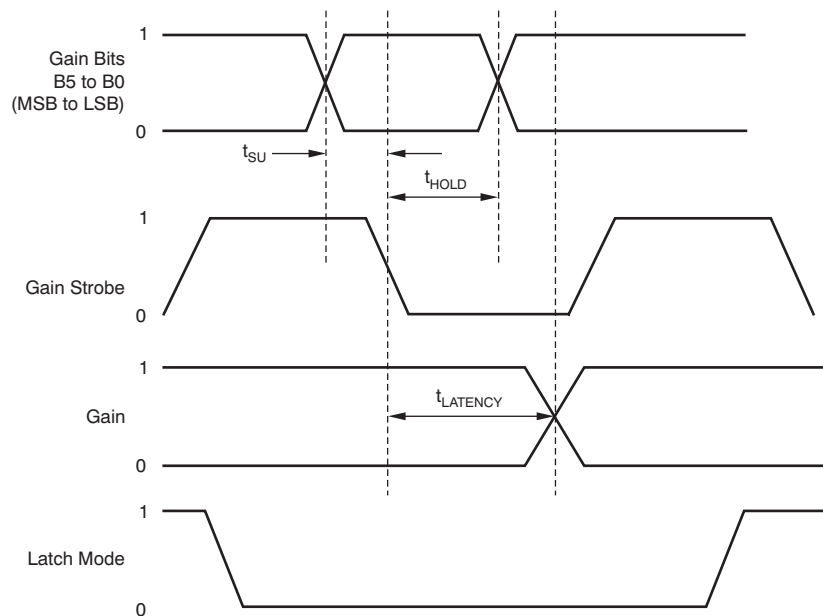 1
Gain Bits
B5 to B0
(MSB to LSB)
0
tSU
tHOLD
1
Gain Strobe
0
1
tLATENCY
Gain
0
1
Latch Mode
0